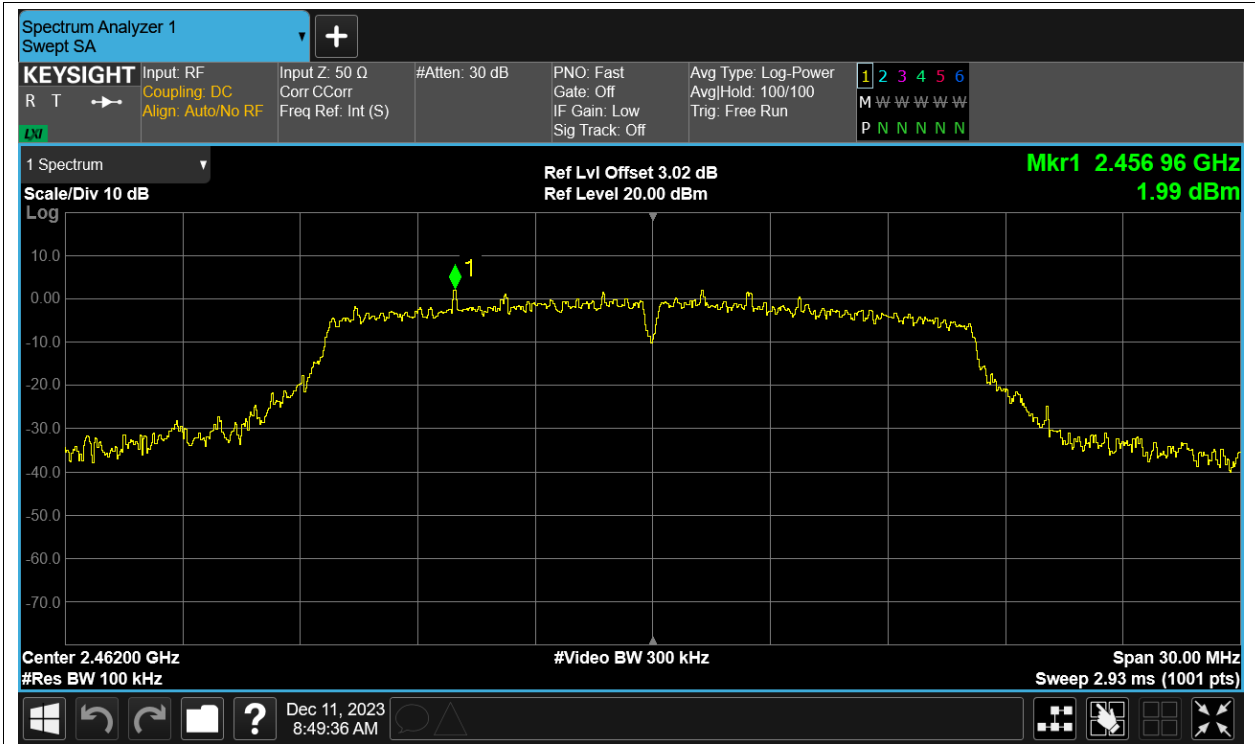 Spectrum Analyzer 1
Swept SA
KEYSIGHT
R T
LXI
Input: RF
Coupling: DC
Align: Auto/No RF
Input Z: 50 Ω
Corr CCorr
Freq Ref: Int (S)
#Atten: 30 dB
PNO: Fast
Gate: Off
IF Gain: Low
Sig Track: Off
Avg Type: Log-Power
Avg|Hold: 100/100
Trig: Free Run
1 2 3 4 5 6
M W W W W W
P N N N N N
1 Spectrum
Scale/Div 10 dB
Log
Ref Lvl Offset 3.02 dB
Ref Level 20.00 dBm
Mkr1 2.456 96 GHz
1.99 dBm
1
10.0
0.00
-10.0
-20.0
-30.0
-40.0
-50.0
-60.0
-70.0
Center 2.46200 GHz
#Res BW 100 kHz
#Video BW 300 kHz
Span 30.00 MHz
Sweep 2.93 ms (1001 pts)
?
Dec 11, 2023
8:49:36 AM